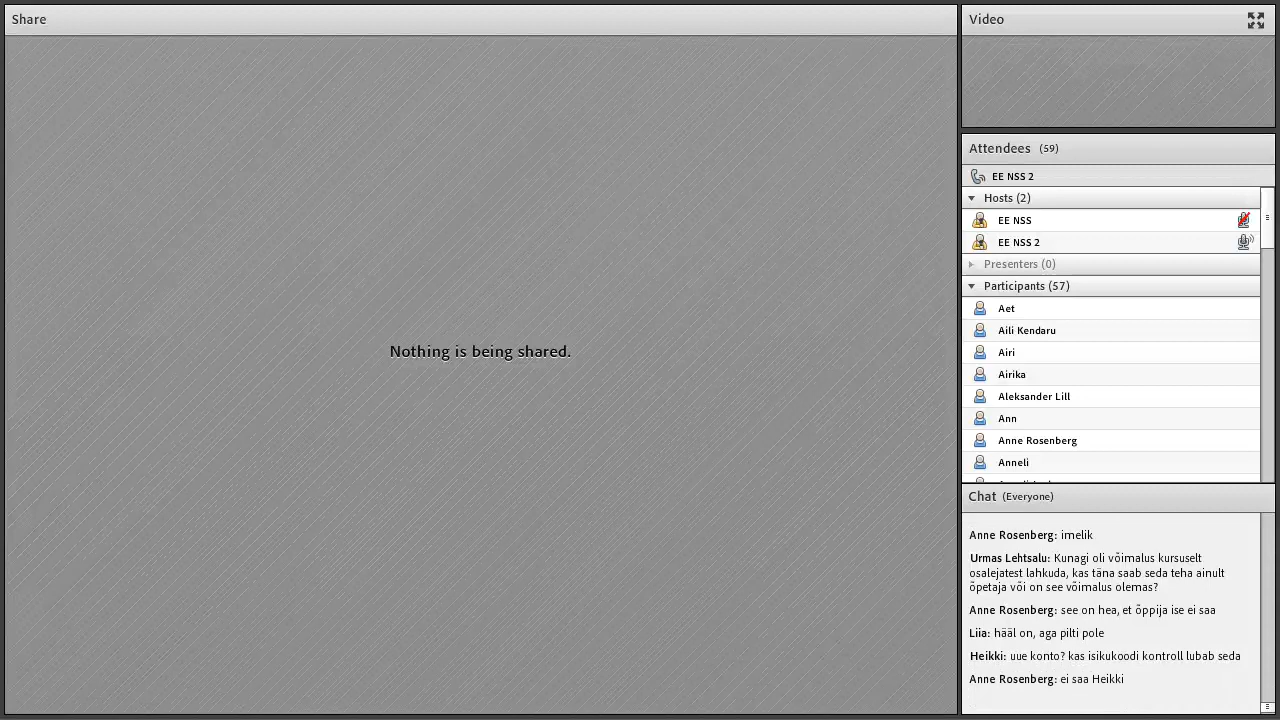 Share
Nothing is being shared.
Video
Attendees (59)
EE NSS 2
Hosts (2)
EE NSS
EE NSS 2
Presenters (0)
Participants (57)
Aet
Aili Kendaru
Airi
Airika
Aleksander Lill
Ann
Anne Rosenberg
Anneli
Chat (Everyone)
Anne Rosenberg: imelik
Urmas Lehtsalu: Kunagi oli võimalus kursuselt
osalejatest lahkuda, kas täna saab seda teha ainult
õpetaja või on see võimalus olemas?
Anne Rosenberg: see on hea, et õppija ise ei saa
Liia: hääl on, aga pilti pole
Heikki: uue konto? kas isikukoodi kontroll lubab seda
Anne Rosenberg: ei saa Heikki